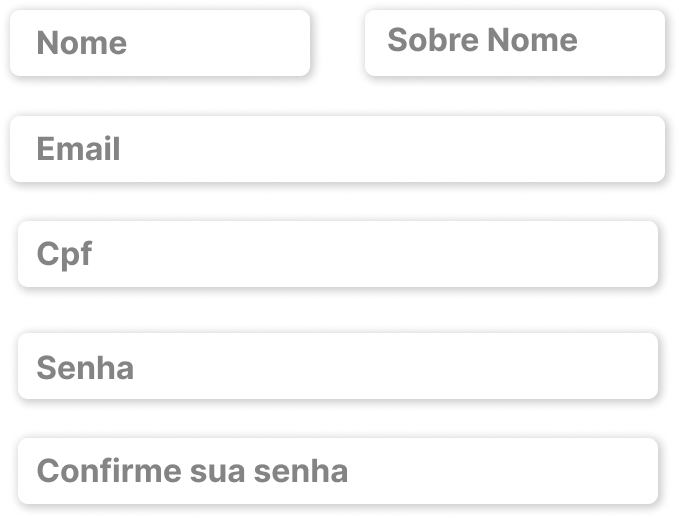 Nome
Sobre Nome
Email
Cpf
Senha
Confirme sua senha